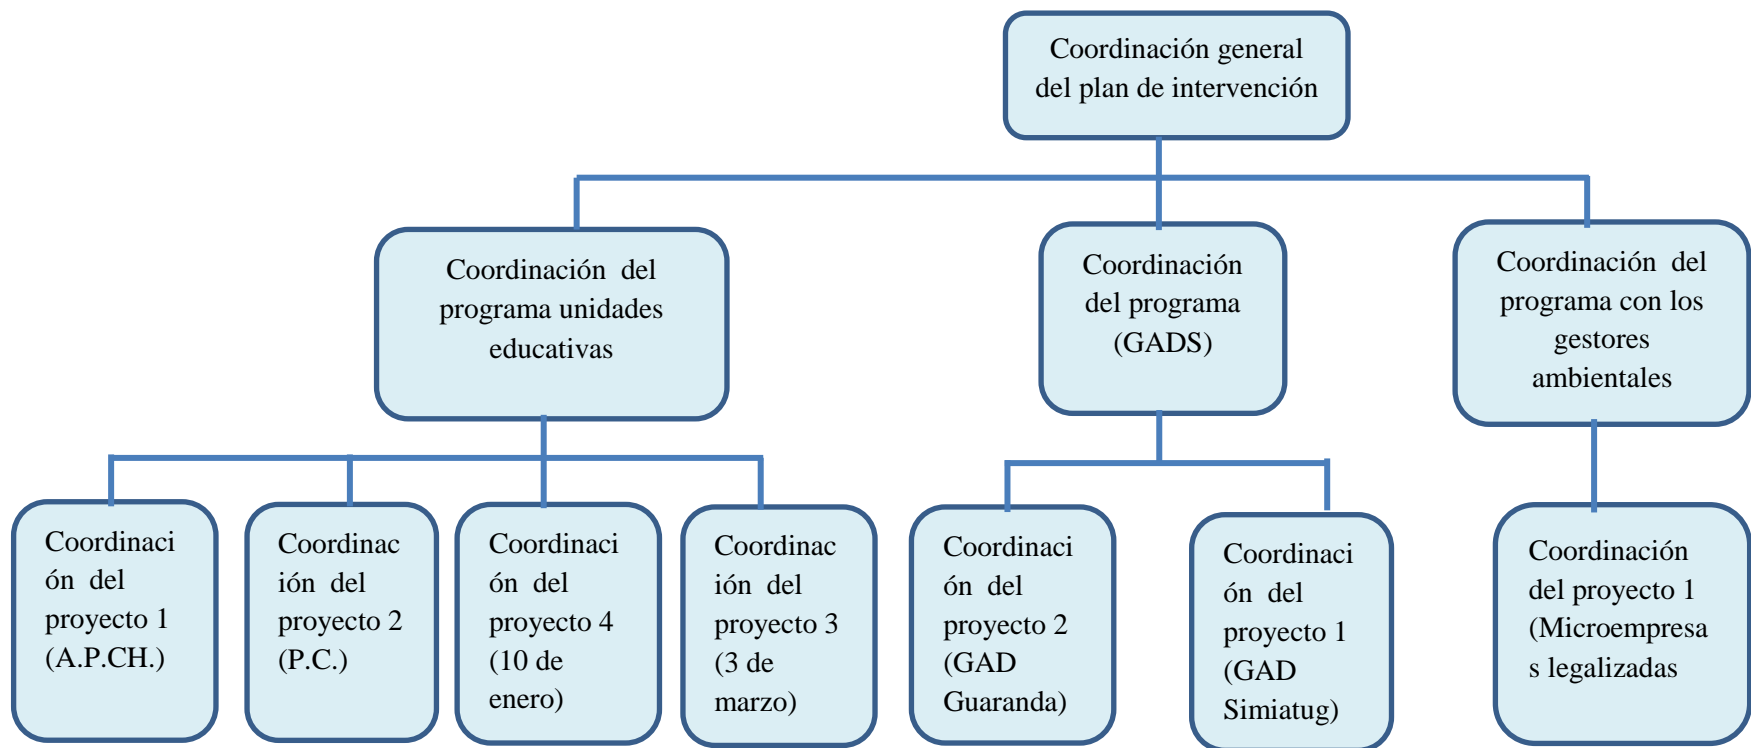 Coordinación general
del plan de intervención
Coordinación del
programa unidades
educativas
Coordinación
del programa
(GADS)
Coordinación del
programa con los
gestores
ambientales
Coordinaci
ón del
proyecto 1
(A.P.CH.)
Coordinac
ión del
proyecto 2
(P.C.)
Coordinaci
ón del
proyecto 4
(10 de
enero)
Coordinac
ión del
proyecto 3
(3 de
marzo)
Coordinaci
ón del
proyecto 2
(GAD
Guaranda)
Coordinaci
ón del
proyecto 1
(GAD
Simiatug)
Coordinación
del proyecto 1
(Microempresa
s legalizadas